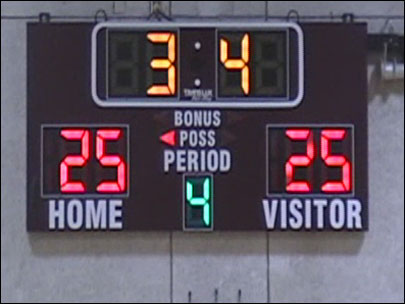 3 : 4
BONUS
POSS
25 PERIOD 25
HOME 4 VISITOR